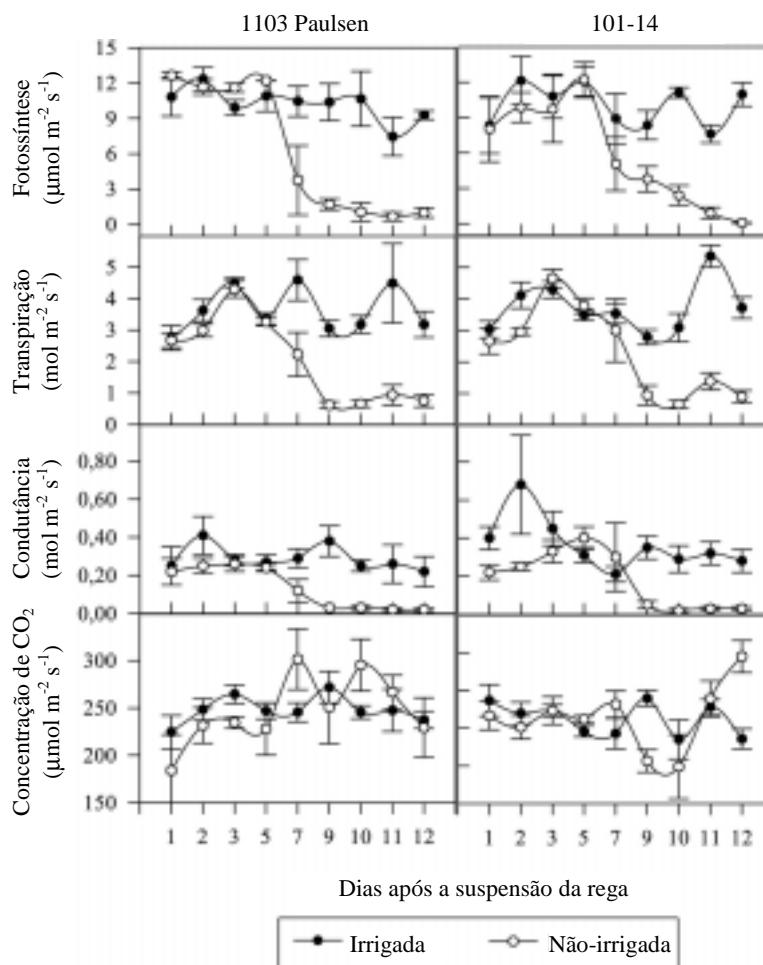 1103 Paulsen 101-14
Fotossíntese
(µmol m-2 s-1)
15
12
9
6
3
0
Transpiração
(mol m-2 s-1)
5
4
3
2
1
0
Condutância
(mol m-2 s-1)
0,80
0,60
0,40
0,20
0,00
Concentração de CO2
(µmol m-2 s-1)
300
250
200
150
1 2 3 5 7 9 10 11 12 1 2 3 5 7 9 10 11 12
Dias após a suspensão da rega
Irrigada Não-irrigada